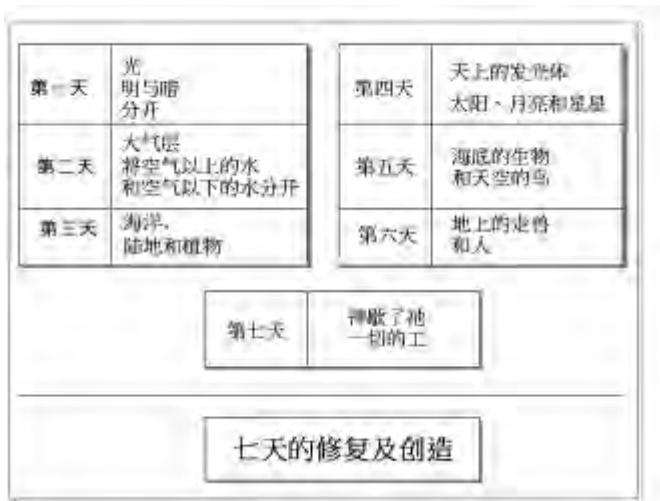 第一天
光
明与暗
分开
第二天
大气层
将空气以上的水
和空气以下的水分开
第三天
海洋、
陆地和植物
第四天
天上的发光体
太阳、月亮和星星
第五天
海底的生物
和天空的鸟
第六天
地上的走兽
和人
第七天
神歇了祂
一切的工
七天的修复及创造